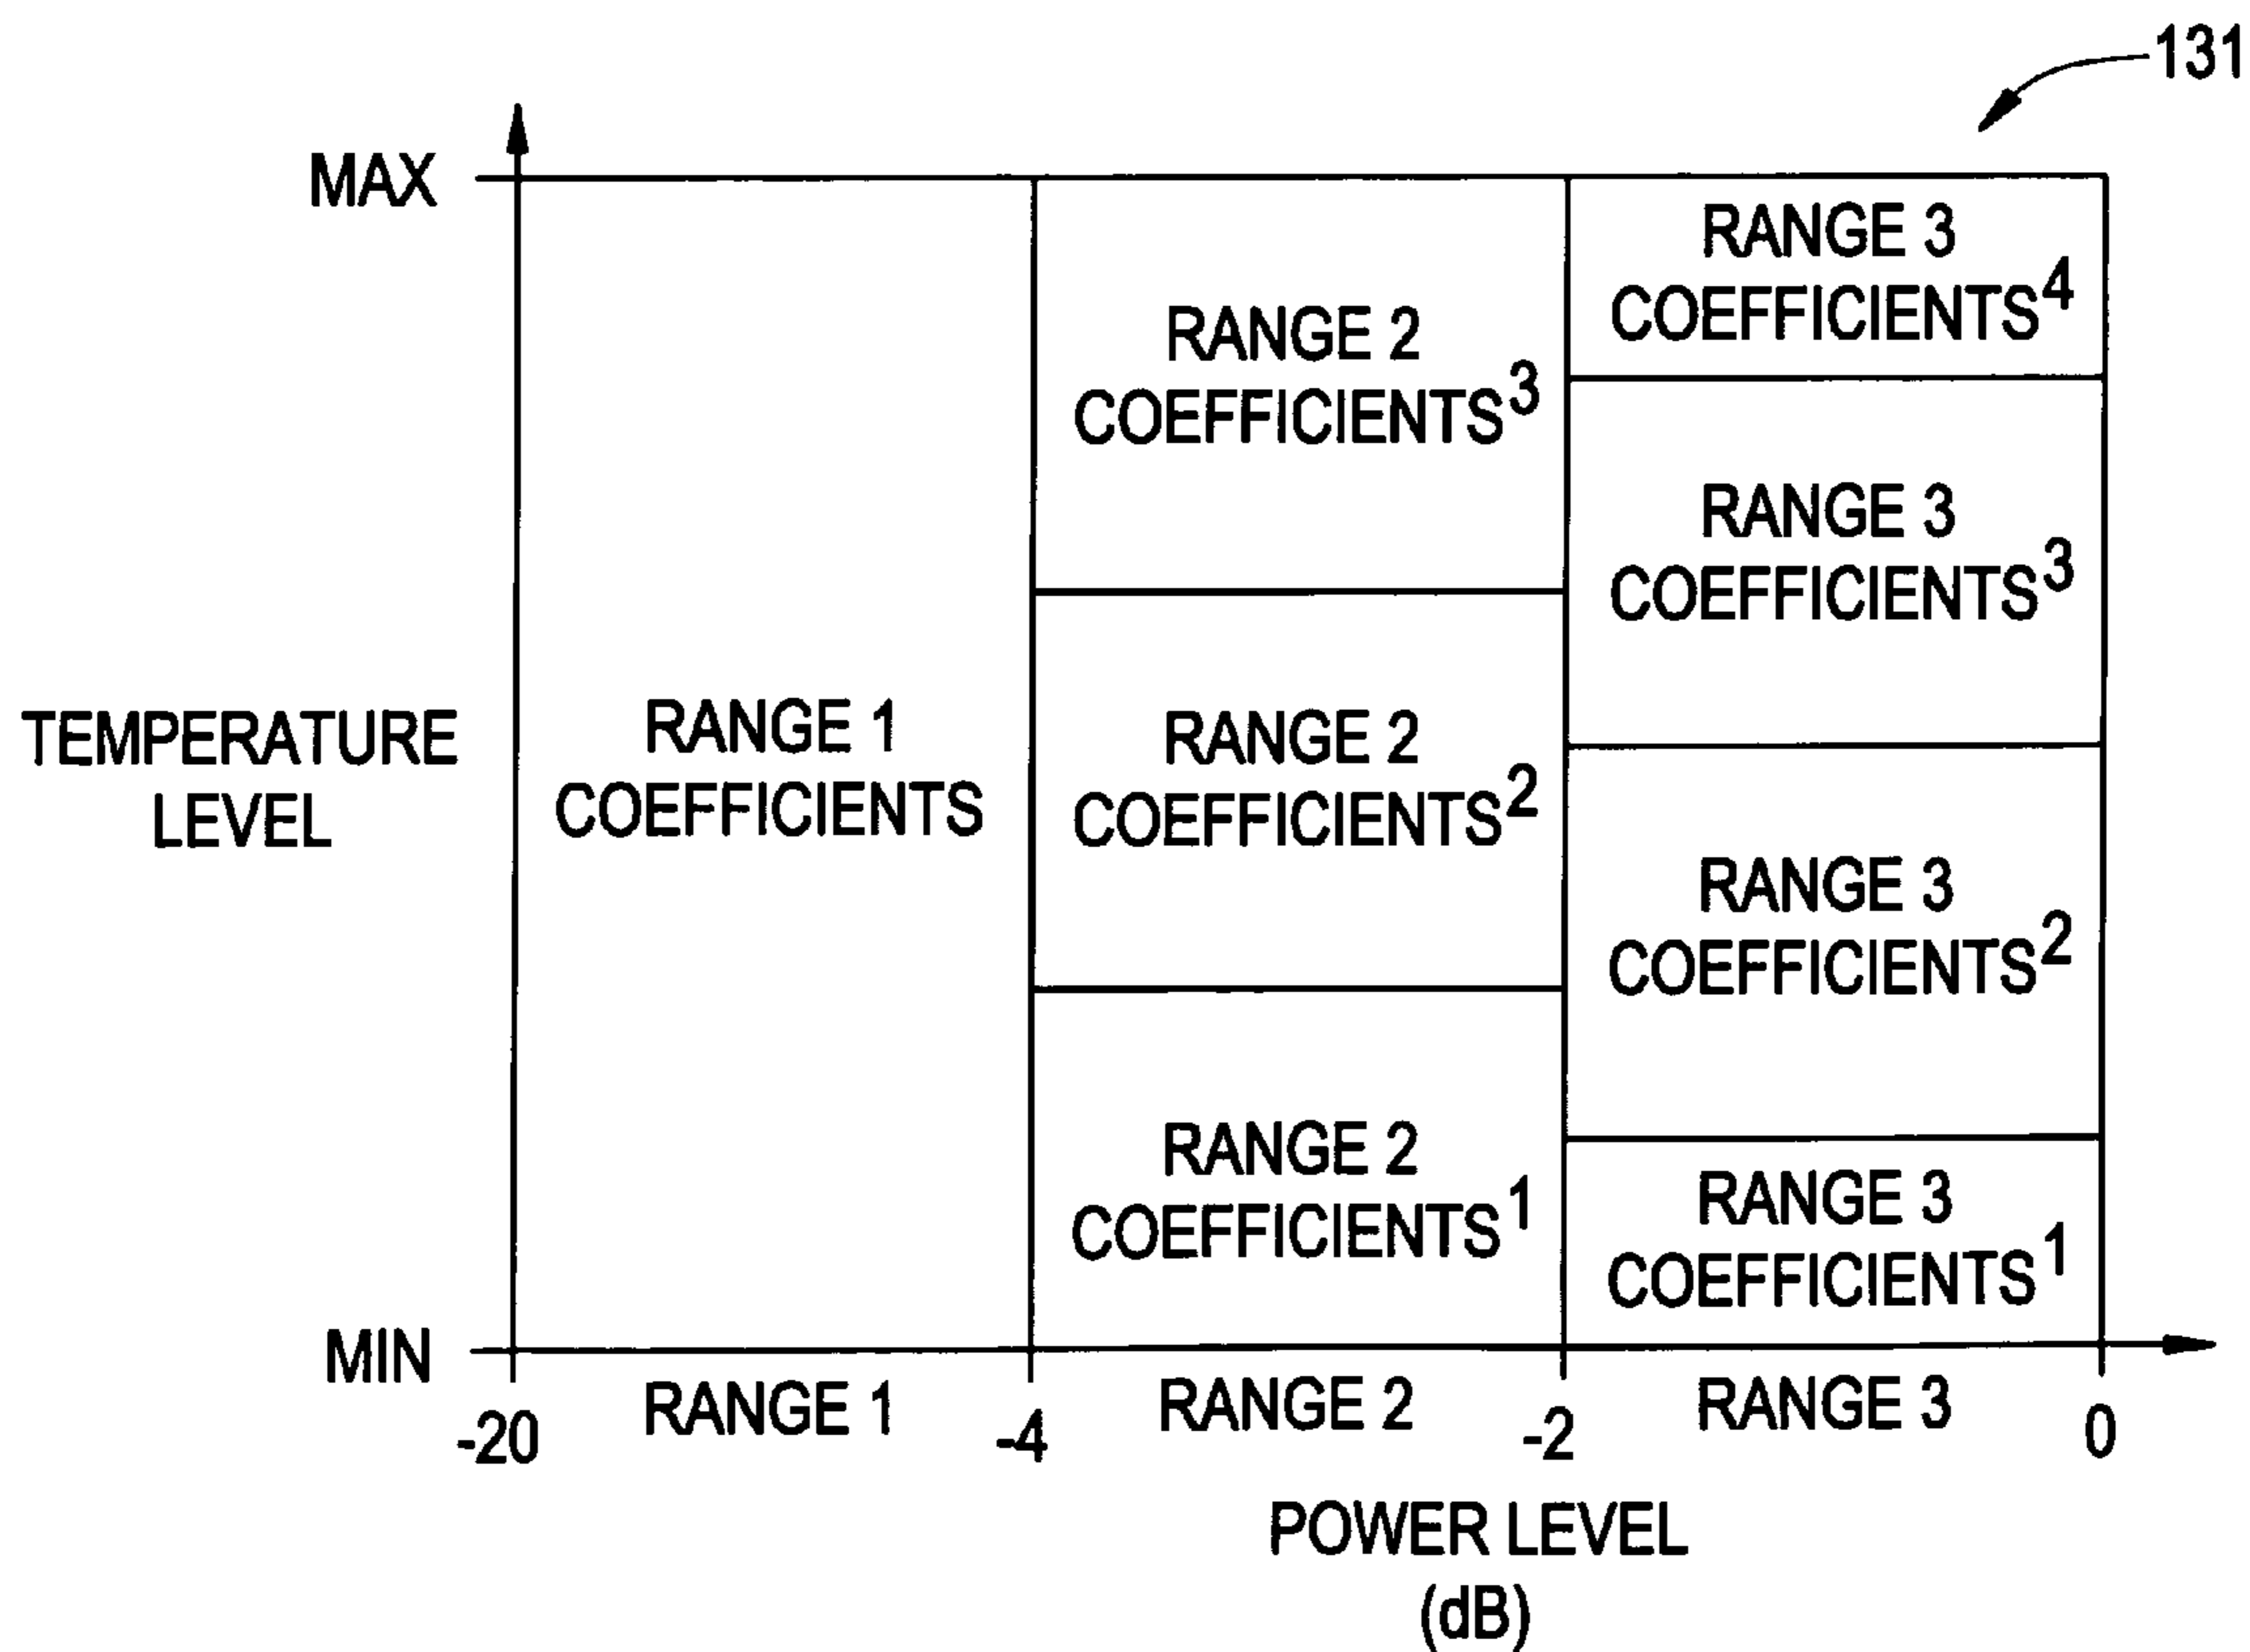 131
MAX
RANGE 3
COEFFICIENTS⁴
RANGE 2
COEFFICIENTS³
RANGE 3
COEFFICIENTS³
TEMPERATURE
LEVEL
RANGE 1
COEFFICIENTS
RANGE 2
COEFFICIENTS²
RANGE 3
COEFFICIENTS²
RANGE 2
COEFFICIENTS¹
RANGE 3
COEFFICIENTS¹
MIN
-20
RANGE 1
-4
RANGE 2
-2
RANGE 3
0
POWER LEVEL
(dB)